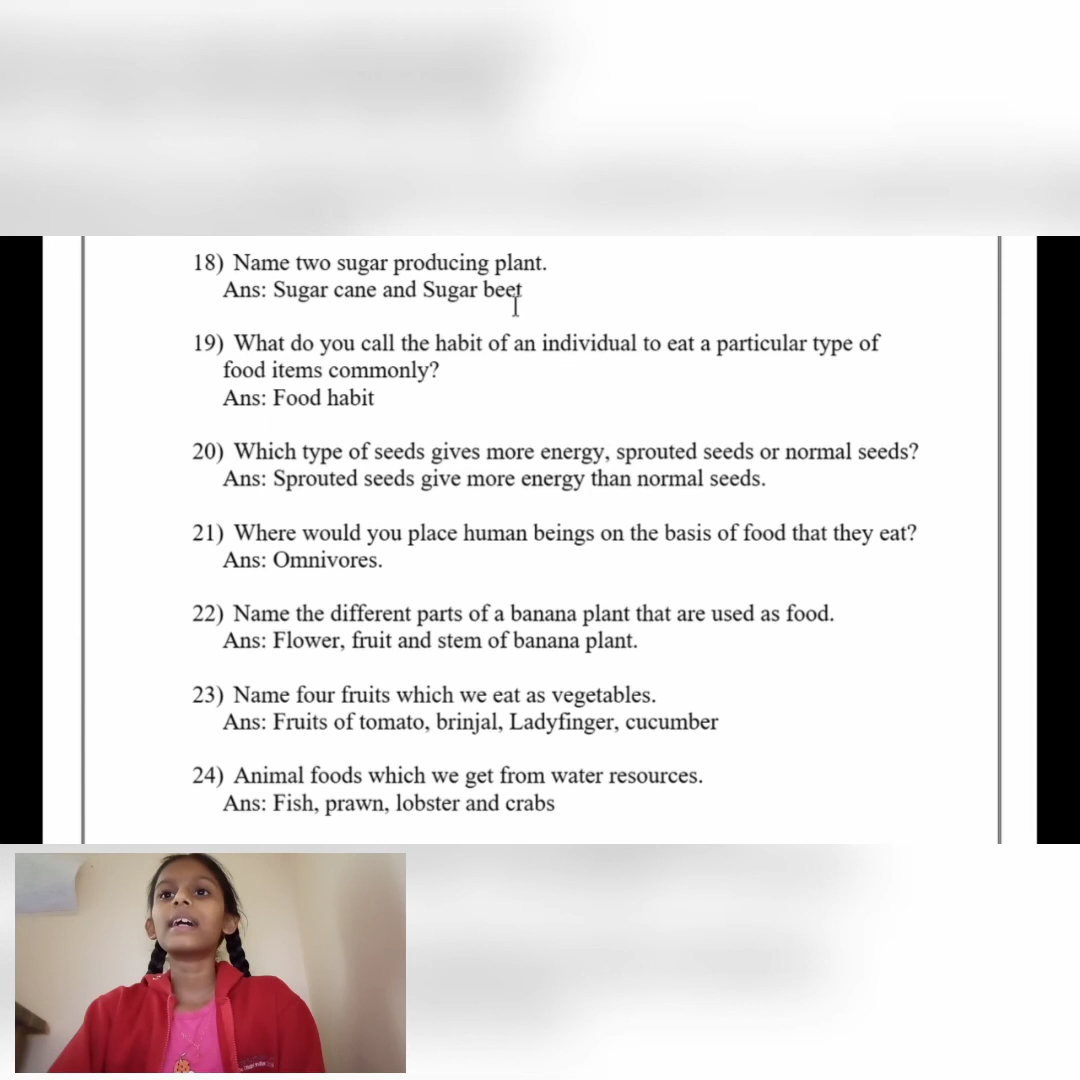 18) Name two sugar producing plant.
Ans: Sugar cane and Sugar beet
19) What do you call the habit of an individual to eat a particular type of
food items commonly?
Ans: Food habit
20) Which type of seeds gives more energy, sprouted seeds or normal seeds?
Ans: Sprouted seeds give more energy than normal seeds.
21) Where would you place human beings on the basis of food that they eat?
Ans: Omnivores.
22) Name the different parts of a banana plant that are used as food.
Ans: Flower, fruit and stem of banana plant.
23) Name four fruits which we eat as vegetables.
Ans: Fruits of tomato, brinjal, Ladyfinger, cucumber
24) Animal foods which we get from water resources.
Ans: Fish, prawn, lobster and crabs